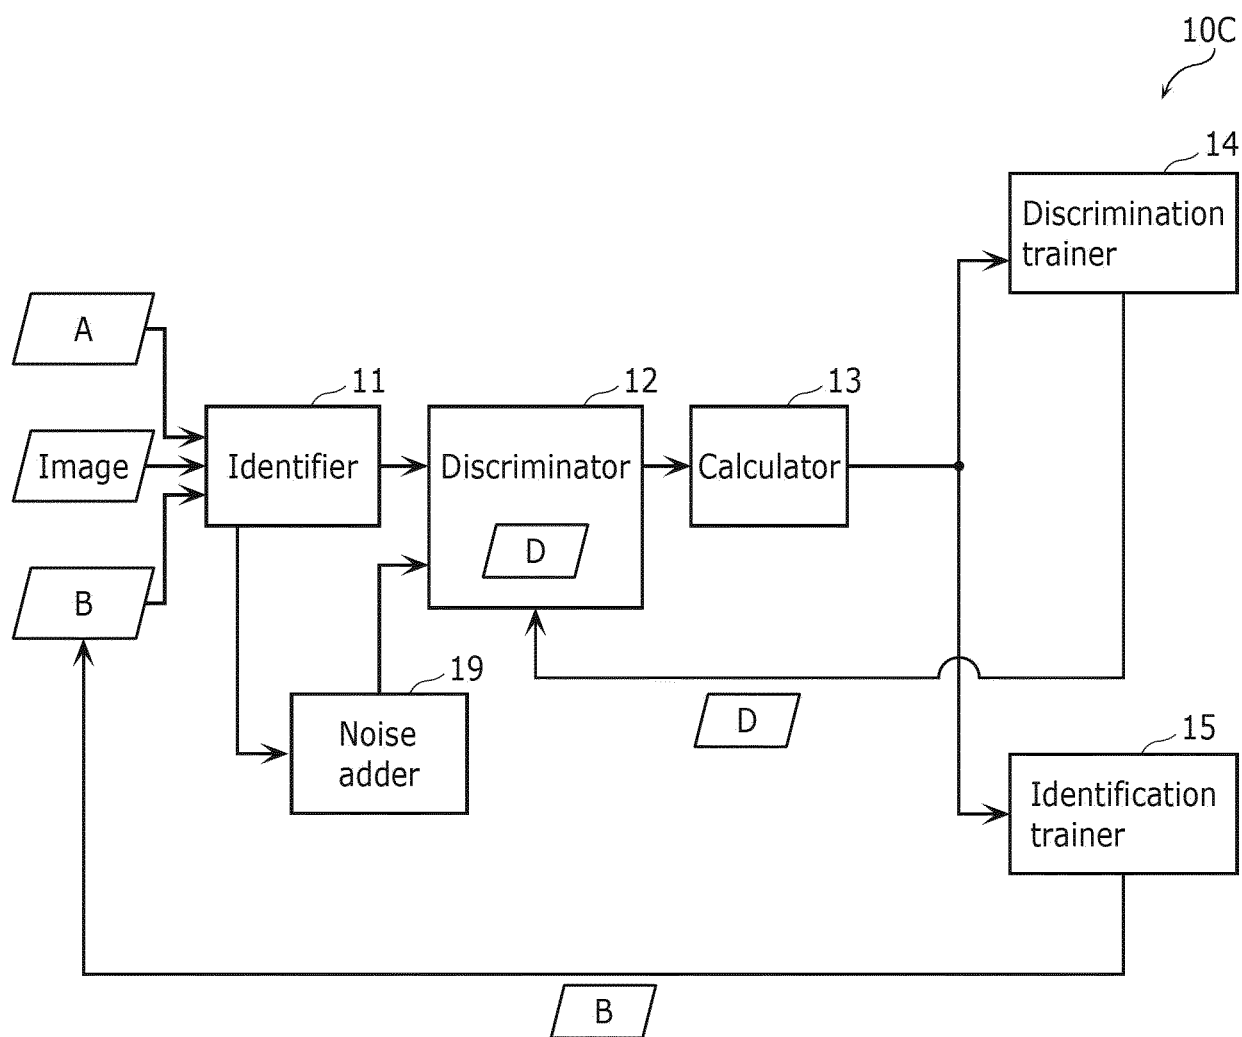 10C
14
Discrimination
trainer
A
11
12
13
Image
Identifier
Discriminator
Calculator
D
B
19
Noise
adder
D
15
Identification
trainer
B